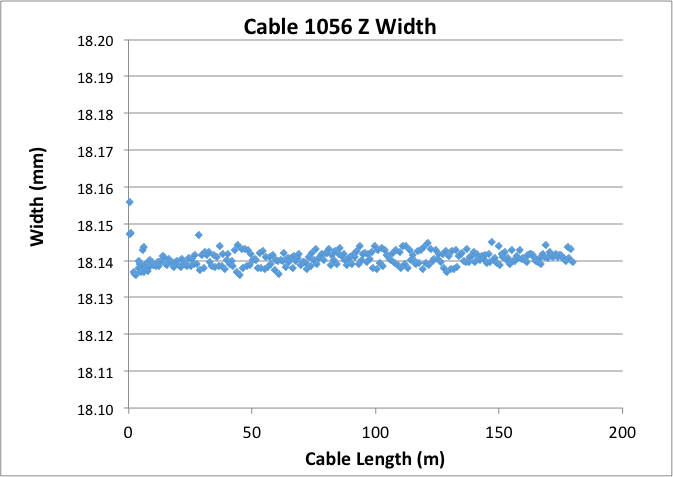 Cable 1056 Z Width
18.20
18.19
18.18
18.17
18.16
18.15
18.14
18.13
18.12
18.11
18.10
Width (mm)
0 50 100 150 200
Cable Length (m)